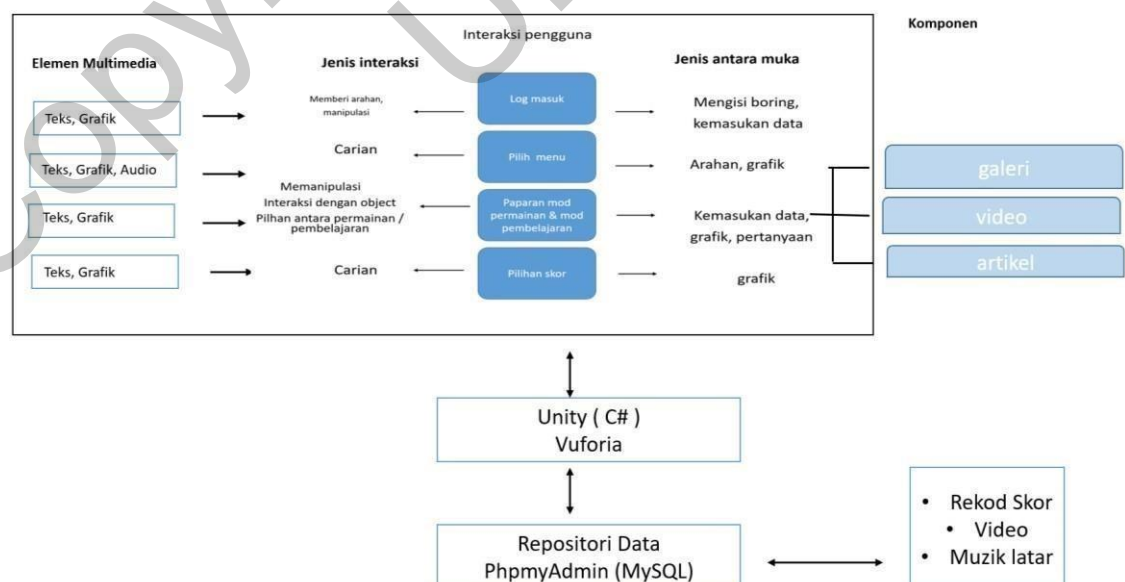 Komponen
Interaksi pengguna
Elemen Multimedia
Jenis interaksi
Jenis antara muka
Teks, Grafik
Memberi arahan,
manipulasi
Log masuk
Mengisi boring,
kemasukan data
Teks, Grafik, Audio
Carian
Pilih menu
Arahan, grafik
galeri
Teks, Grafik
Memanipulasi
Interaksi dengan object
Pilhan antara permainan /
pembelajaran
Paparan mod
permainan & mod
pembelajaran
Kemasukan data,
grafik, pertanyaan
video
Teks, Grafik
Carian
Pilihan skor
grafik
artikel
Unity ( C# )
Vuforia
Repositori Data
PhpmyAdmin (MySQL)
• Rekod Skor
• Video
• Muzik latar